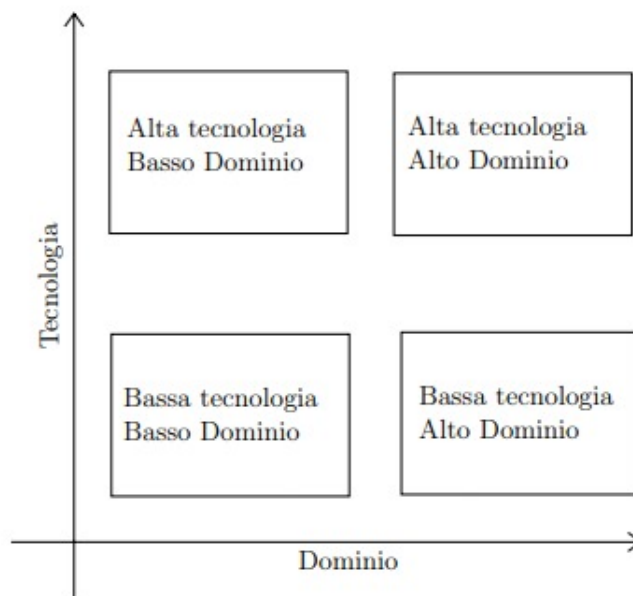 Alta tecnologia
Basso Dominio
Alta tecnologia
Alto Dominio
Tecnologia
Bassa tecnologia
Basso Dominio
Bassa tecnologia
Alto Dominio
Dominio